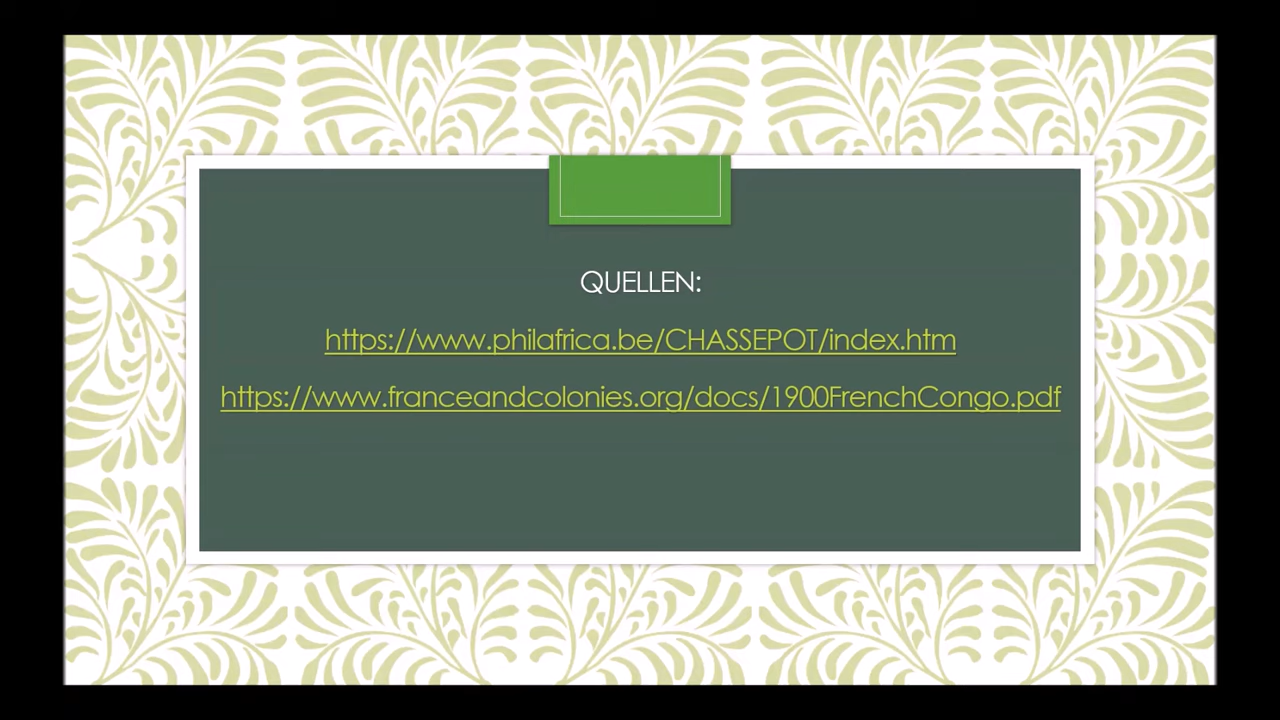 QUELLEN:
https://www.philafrica.be/CHASSEPOT/index.htm
https://www.franceandcolonies.org/docs/1900FrenchCongo.pdf